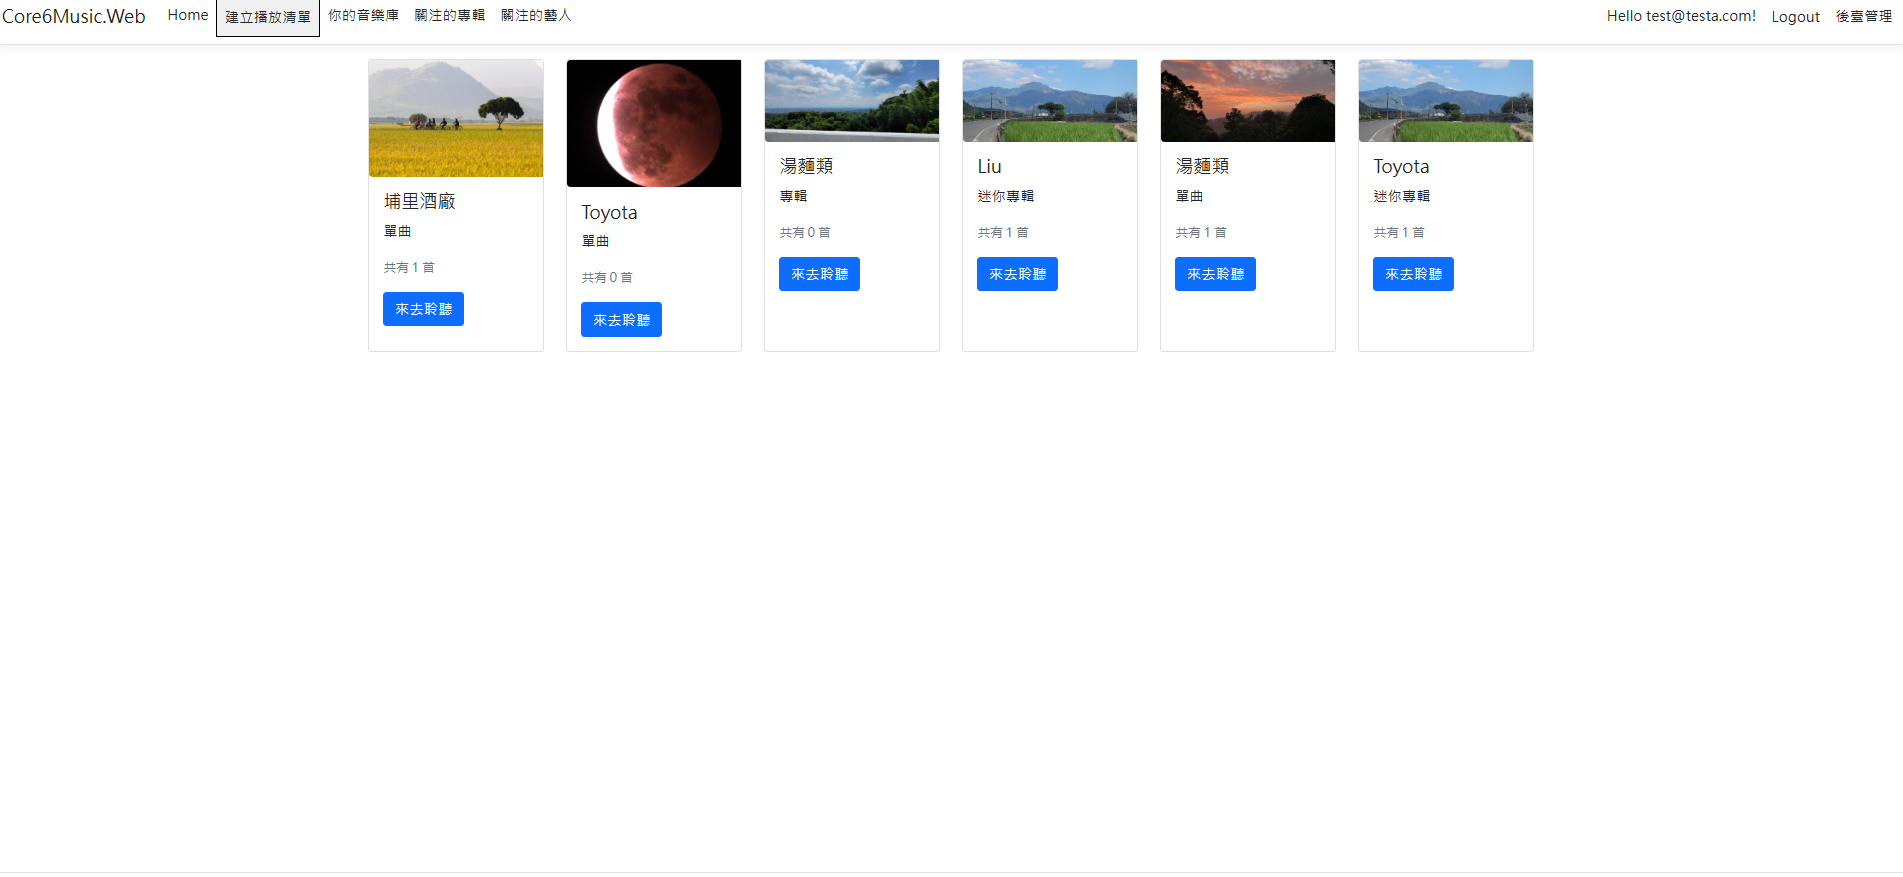 Core6Music.Web Home 建立播放清單 你的音樂庫 關注的專輯 關注的藝人 Hello test@testa.com! Logout 後臺管理
埔里酒廠
單曲
共有 1 首
來去聆聽
Toyota
單曲
共有 0 首
來去聆聽
湯麵類
專輯
共有 0 首
來去聆聽
Liu
迷你專輯
共有 1 首
來去聆聽
湯麵類
單曲
共有 1 首
來去聆聽
Toyota
迷你專輯
共有 1 首
來去聆聽